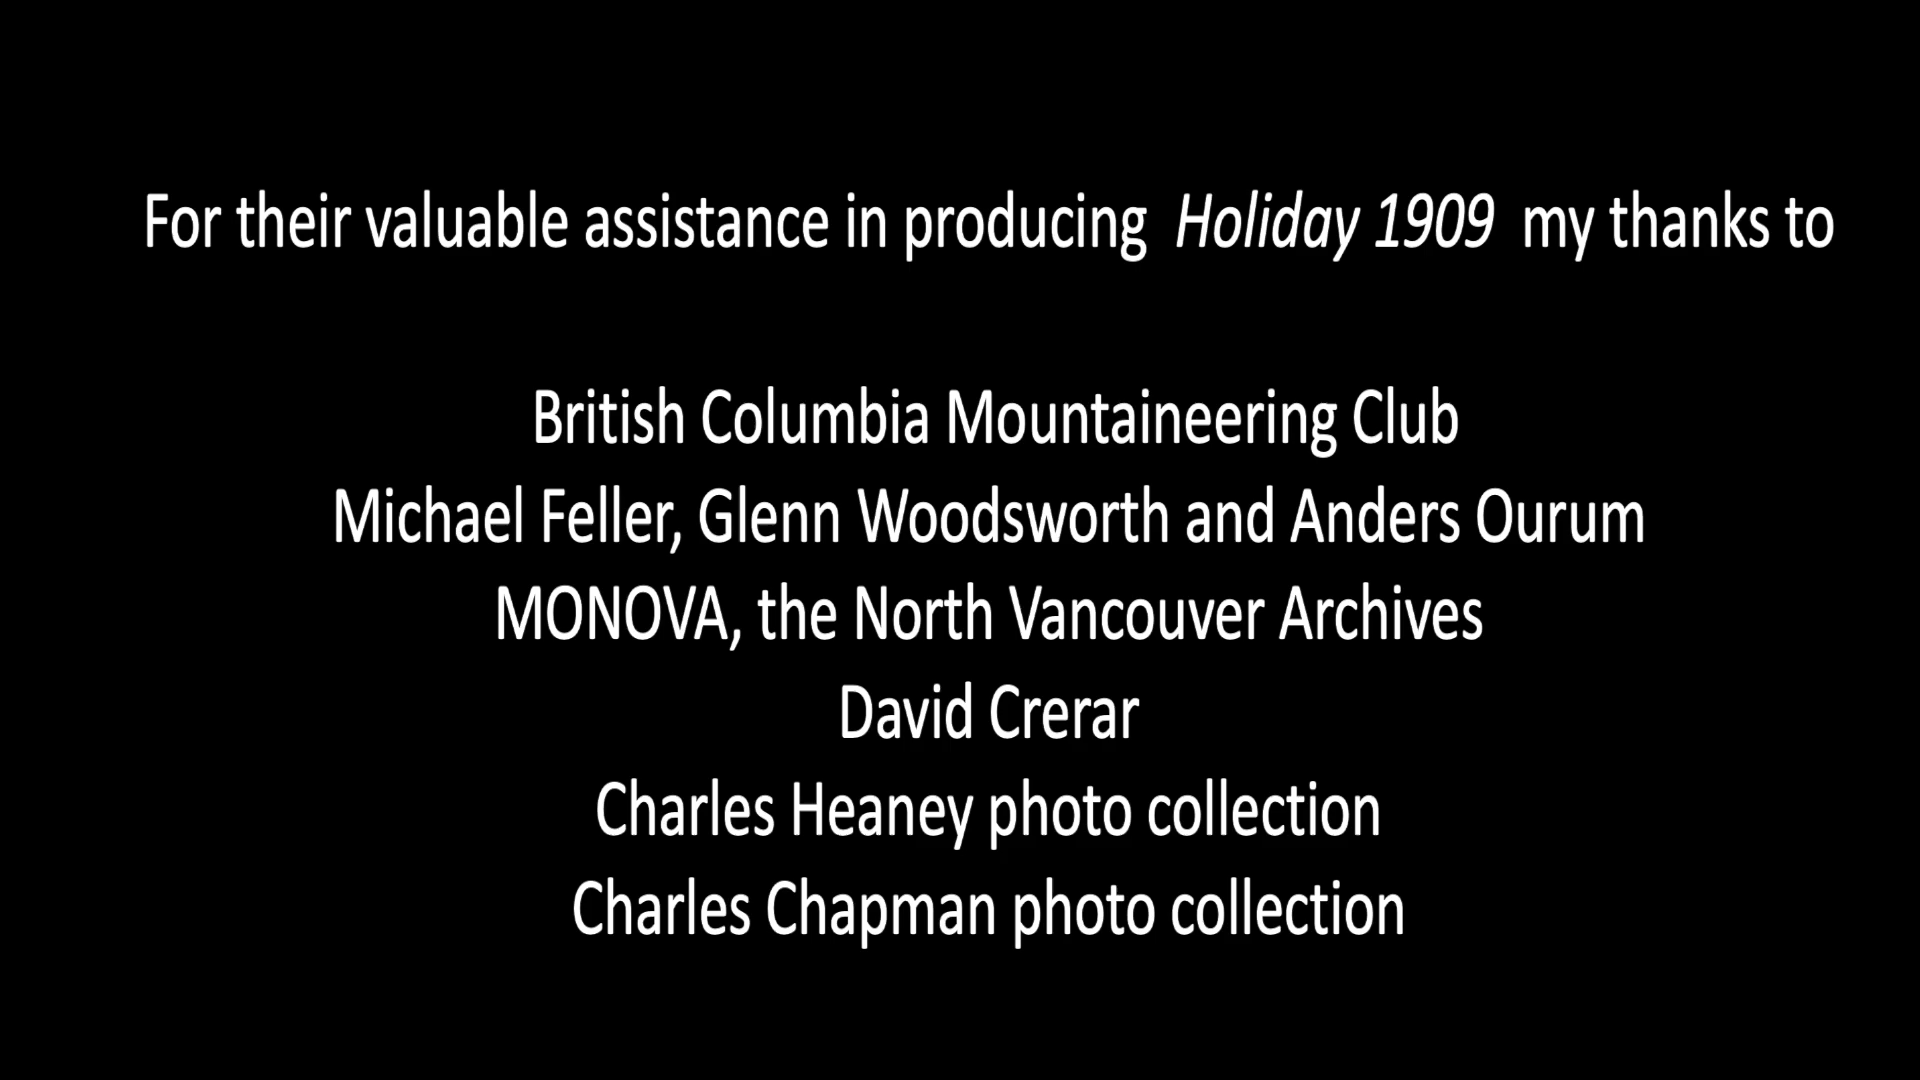 For their valuable assistance in producing Holiday 1909 my thanks to
British Columbia Mountaineering Club
Michael Feller, Glenn Woodsworth and Anders Ourum
MONOVA, the North Vancouver Archives
David Crerar
Charles Heaney photo collection
Charles Chapman photo collection